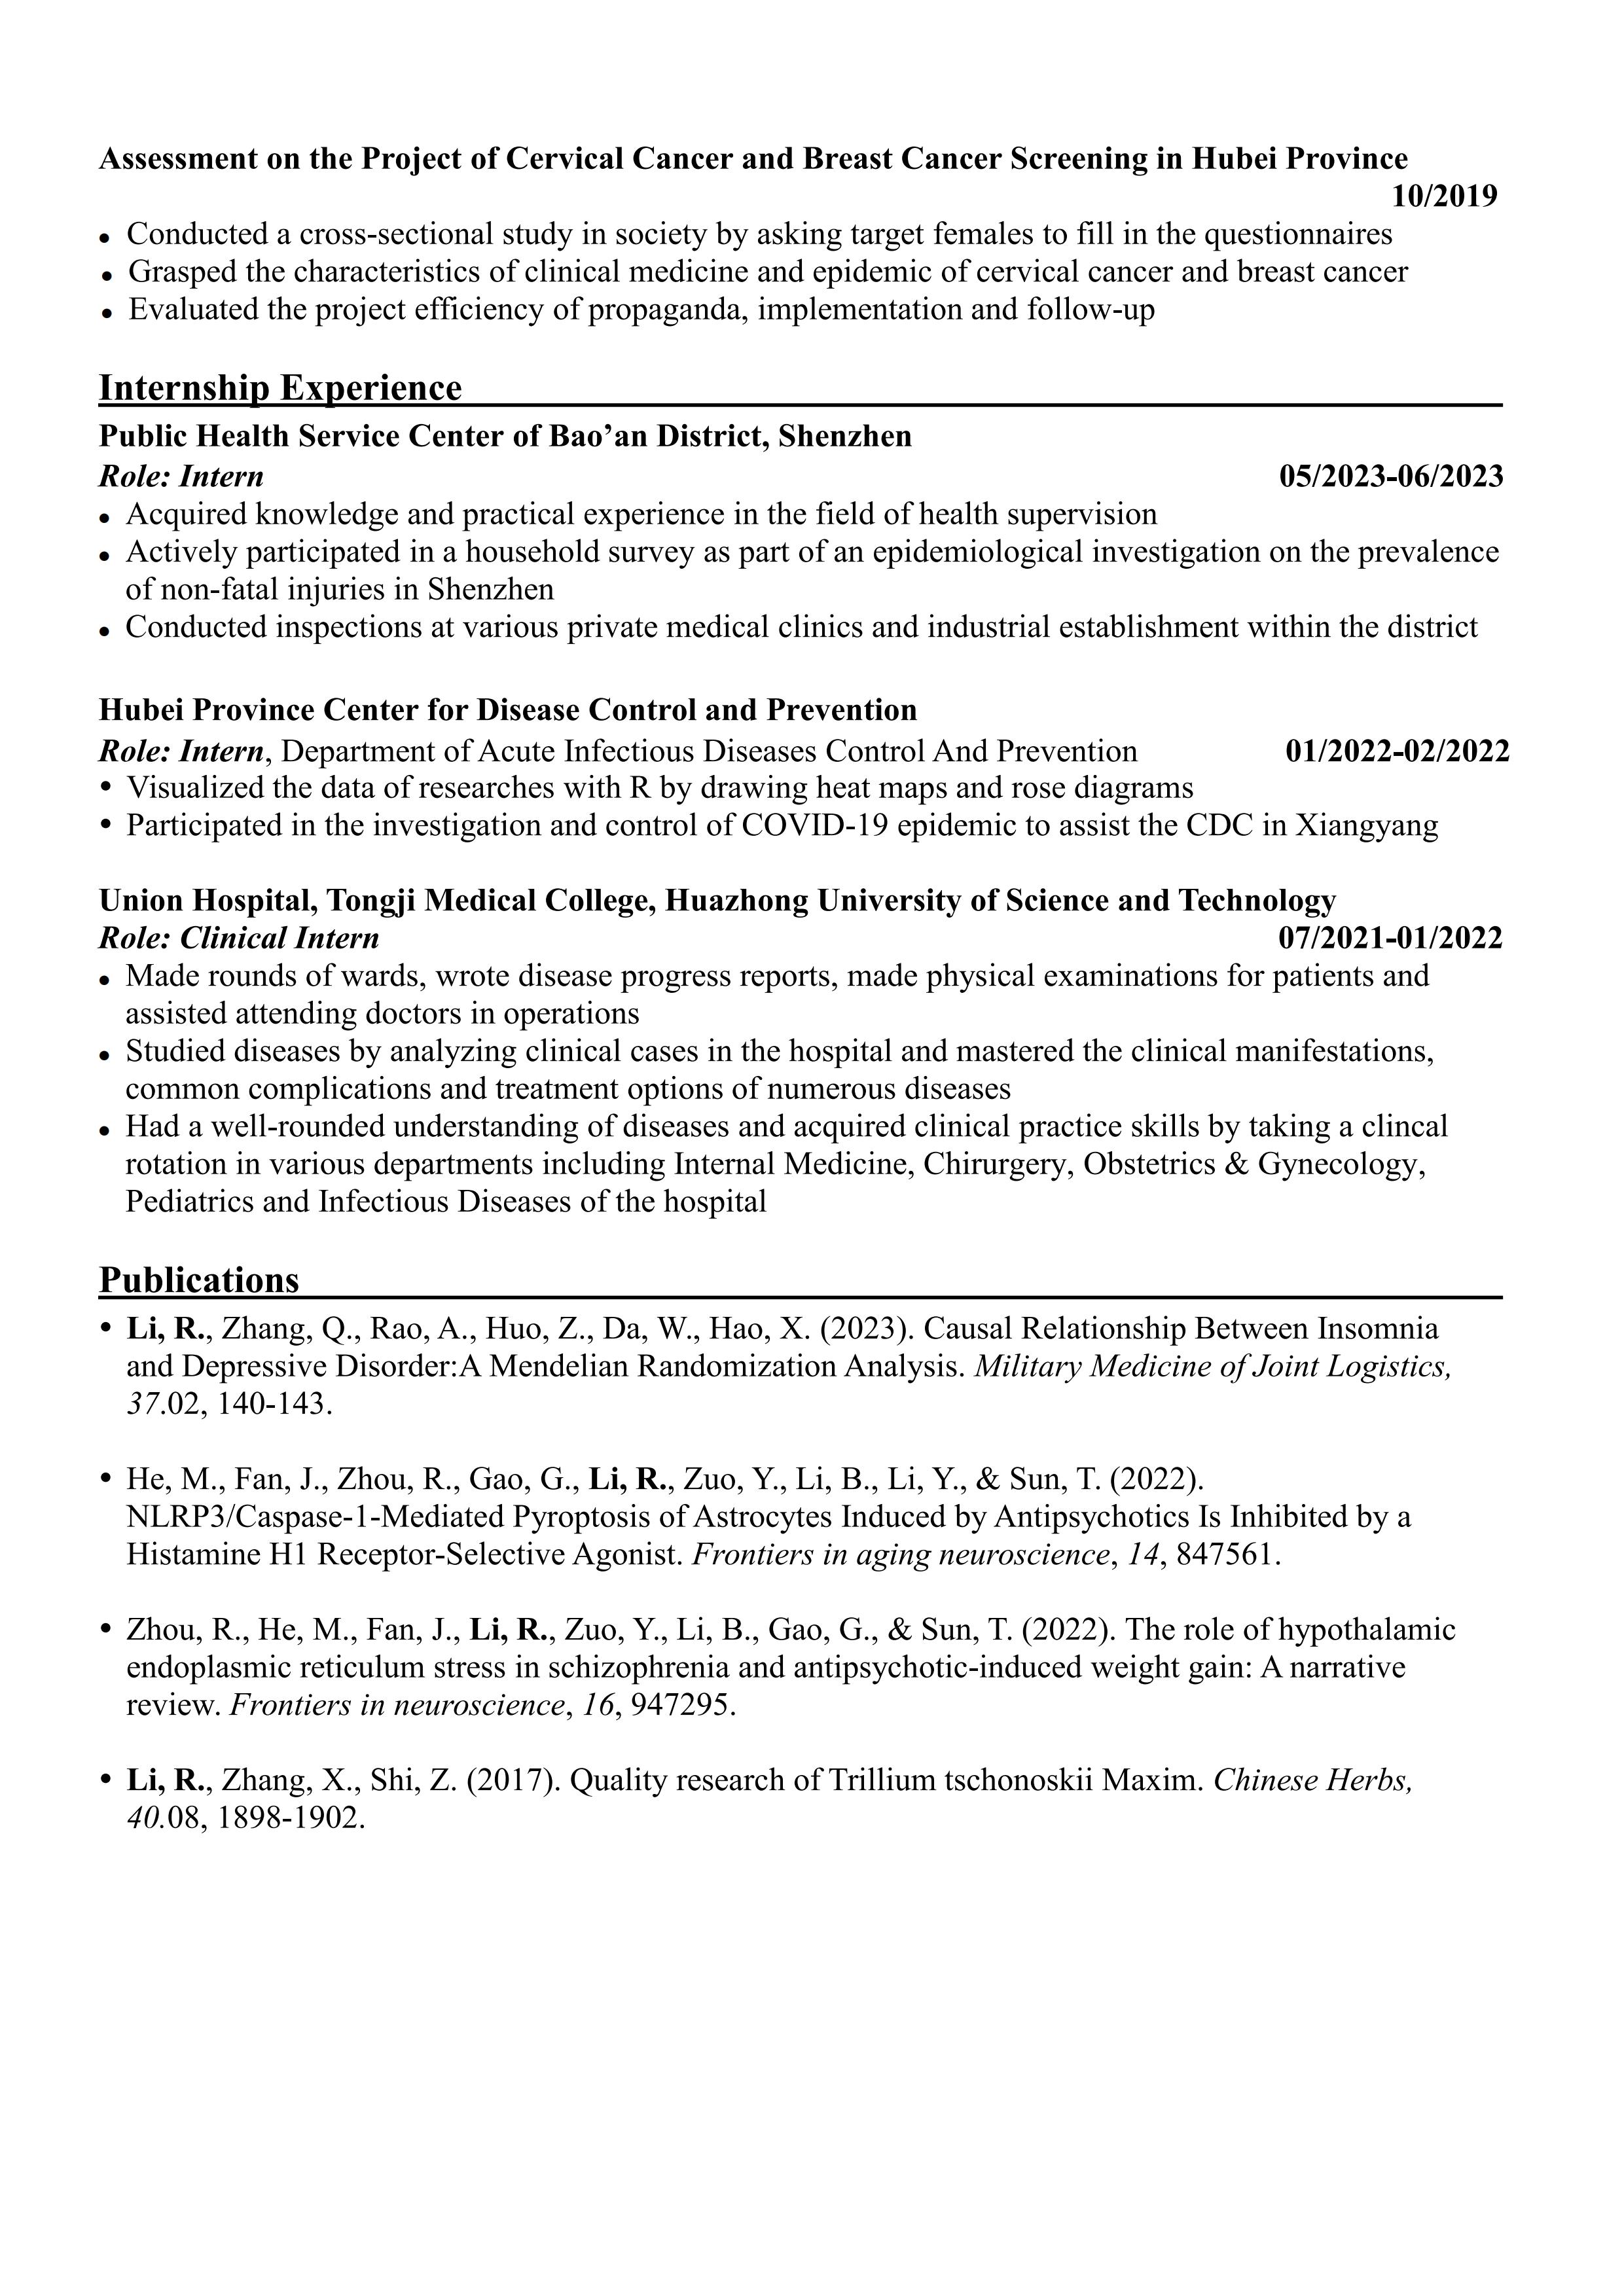 Assessment on the Project of Cervical Cancer and Breast Cancer Screening in Hubei Province
10/2019
● Conducted a cross-sectional study in society by asking target females to fill in the questionnaires
● Grasped the characteristics of clinical medicine and epidemic of cervical cancer and breast cancer
● Evaluated the project efficiency of propaganda, implementation and follow-up
Internship Experience
Public Health Service Center of Bao’an District, Shenzhen
Role: Intern 05/2023-06/2023
● Acquired knowledge and practical experience in the field of health supervision
● Actively participated in a household survey as part of an epidemiological investigation on the prevalence
of non-fatal injuries in Shenzhen
● Conducted inspections at various private medical clinics and industrial establishment within the district
Hubei Province Center for Disease Control and Prevention
Role: Intern, Department of Acute Infectious Diseases Control And Prevention 01/2022-02/2022
• Visualized the data of researches with R by drawing heat maps and rose diagrams
• Participated in the investigation and control of COVID-19 epidemic to assist the CDC in Xiangyang
Union Hospital, Tongji Medical College, Huazhong University of Science and Technology
Role: Clinical Intern 07/2021-01/2022
● Made rounds of wards, wrote disease progress reports, made physical examinations for patients and
assisted attending doctors in operations
● Studied diseases by analyzing clinical cases in the hospital and mastered the clinical manifestations,
common complications and treatment options of numerous diseases
● Had a well-rounded understanding of diseases and acquired clinical practice skills by taking a clincal
rotation in various departments including Internal Medicine, Chirurgery, Obstetrics & Gynecology,
Pediatrics and Infectious Diseases of the hospital
Publications
• Li, R., Zhang, Q., Rao, A., Huo, Z., Da, W., Hao, X. (2023). Causal Relationship Between Insomnia
and Depressive Disorder:A Mendelian Randomization Analysis. Military Medicine of Joint Logistics,
37.02, 140-143.
• He, M., Fan, J., Zhou, R., Gao, G., Li, R., Zuo, Y., Li, B., Li, Y., & Sun, T. (2022).
NLRP3/Caspase-1-Mediated Pyroptosis of Astrocytes Induced by Antipsychotics Is Inhibited by a
Histamine H1 Receptor-Selective Agonist. Frontiers in aging neuroscience, 14, 847561.
• Zhou, R., He, M., Fan, J., Li, R., Zuo, Y., Li, B., Gao, G., & Sun, T. (2022). The role of hypothalamic
endoplasmic reticulum stress in schizophrenia and antipsychotic-induced weight gain: A narrative
review. Frontiers in neuroscience, 16, 947295.
• Li, R., Zhang, X., Shi, Z. (2017). Quality research of Trillium tschonoskii Maxim. Chinese Herbs,
40.08, 1898-1902.